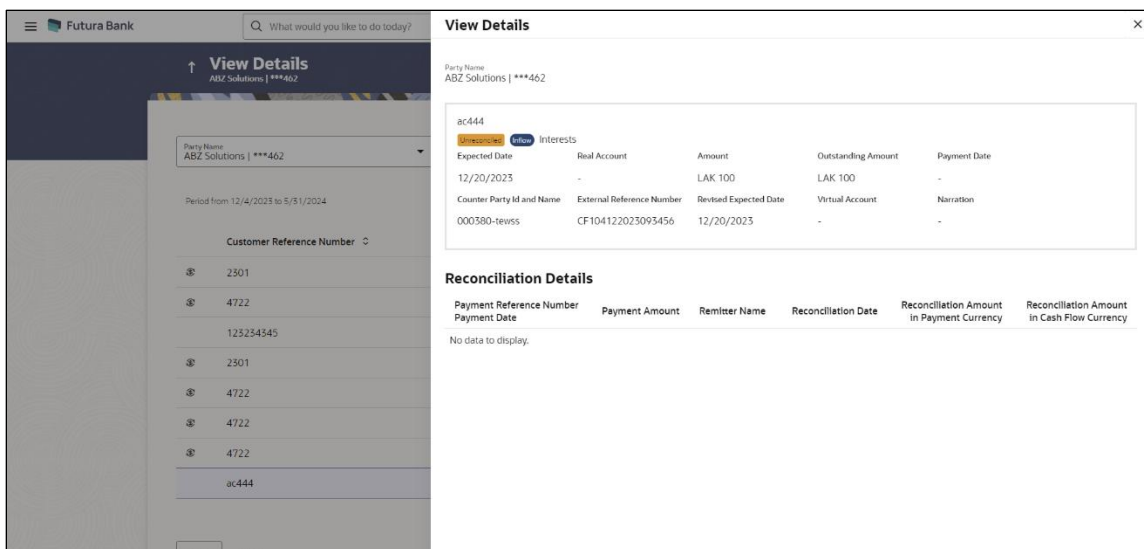 Futura Bank
What would you like to do today?
View Details
ABZ Solutions | ***462
Party Name
ABZ Solutions | ***462
Period from 12/4/2023 to 5/31/2024
Customer Reference Number
2301
4722
123234345
2301
4722
4722
4722
ac444
View Details
Party Name
ABZ Solutions | ***462
ac444
Unreconciled Inflow Interests
Expected Date Real Account Amount Outstanding Amount Payment Date
12/20/2023 - LAK 100 LAK 100 -
Counter Party Id and Name External Reference Number Revised Expected Date Virtual Account Narration
000380-tewss CF104122023093456 12/20/2023 - -
Reconciliation Details
Payment Reference Number Payment Amount Remitter Name Reconciliation Date Reconciliation Amount Reconciliation Amount
Payment Date in Payment Currency in Cash Flow Currency
No data to display.